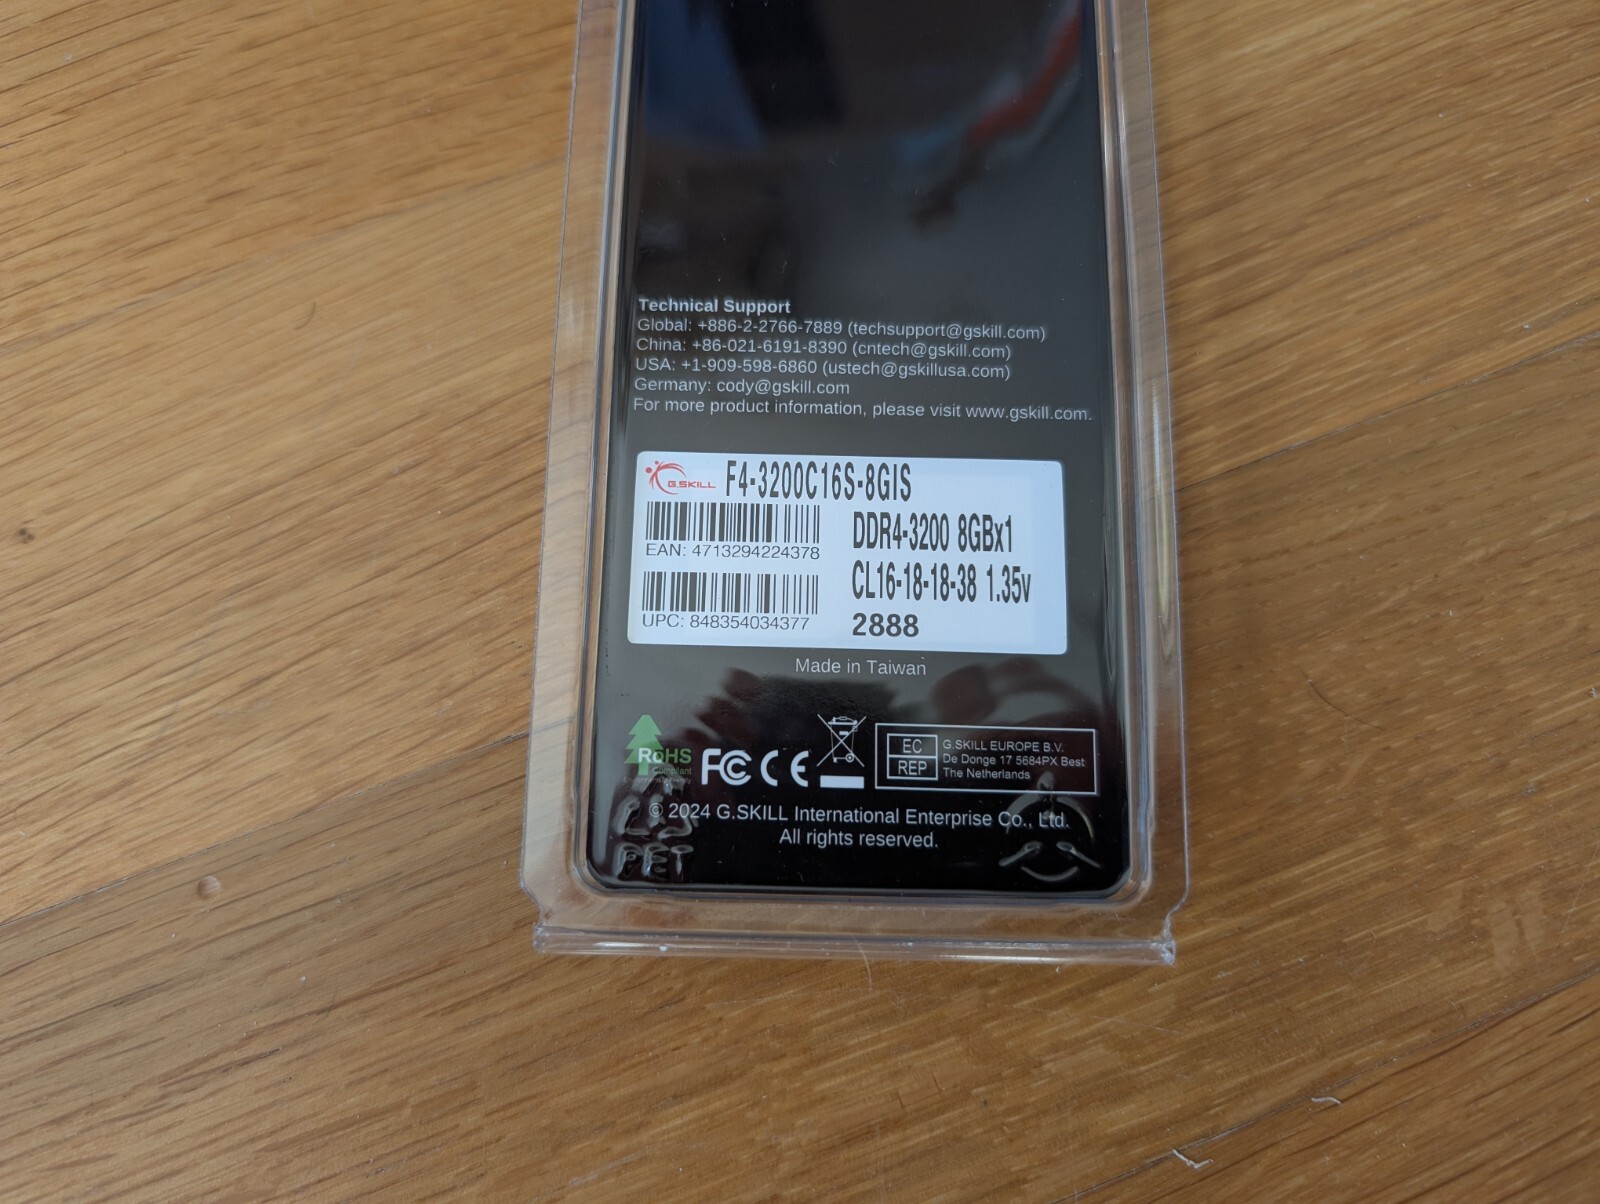 Technical Support
Global: +886-2-2766-7889 (techsupport@gskill.com)
China: +86-021-6191-8390 (cntech@gskill.com)
USA: +1-909-598-6860 (ustech@gskillusa.com)
Germany: cody@gskill.com
For more product information, please visit www.gskill.com.
G.SKILL F4-3200C16S-8GIS
EAN: 4713294224378
DDR4-3200 8GBx1
CL16-18-18-38 1.35v
UPC: 848354034377
2888
Made in Taiwan
RoHS
Compliant
FC CE
EC REP
G.SKILL EUROPE B.V.
De Donge 17 5684PX Best
The Netherlands
© 2024 G.SKILL International Enterprise Co., Ltd.
All rights reserved.
PET